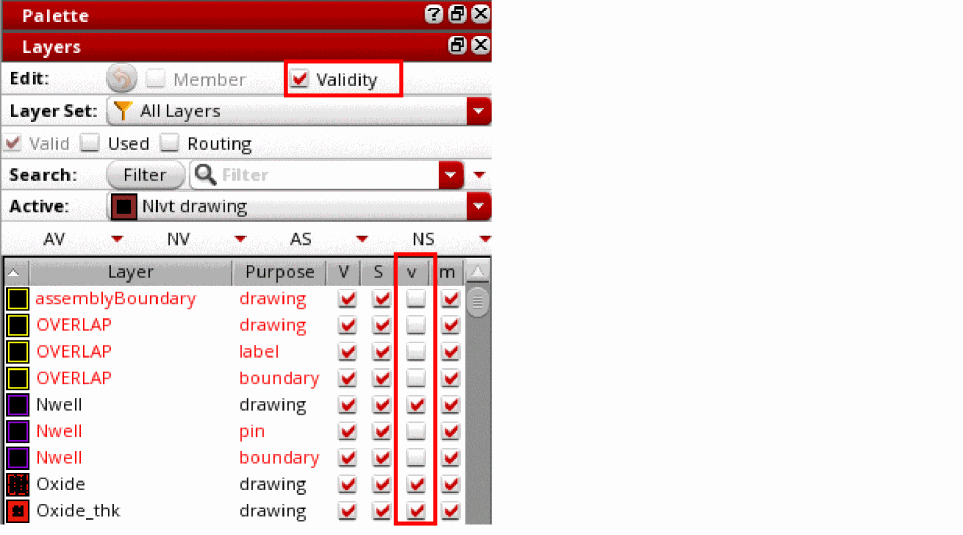 Palette ?
Layers
Edit: Member Validity
Layer Set: All Layers
Valid Used Routing
Search: Filter Filter
Active: Nlvt drawing
AV NV AS NS
Layer Purpose V S v m
assemblyBoundary drawing
OVERLAP drawing
OVERLAP label
OVERLAP boundary
Nwell drawing
Nwell pin
Nwell boundary
Oxide drawing
Oxide_thk drawing